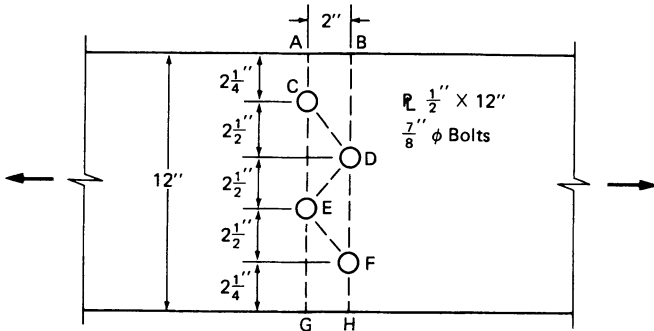 2″
A B
2 1/4″
C
℄ 1/2″ × 12″
7/8″ ϕ Bolts
2 1/2″
D
12″
2 1/2″
E
2 1/2″
F
2 1/4″
G H